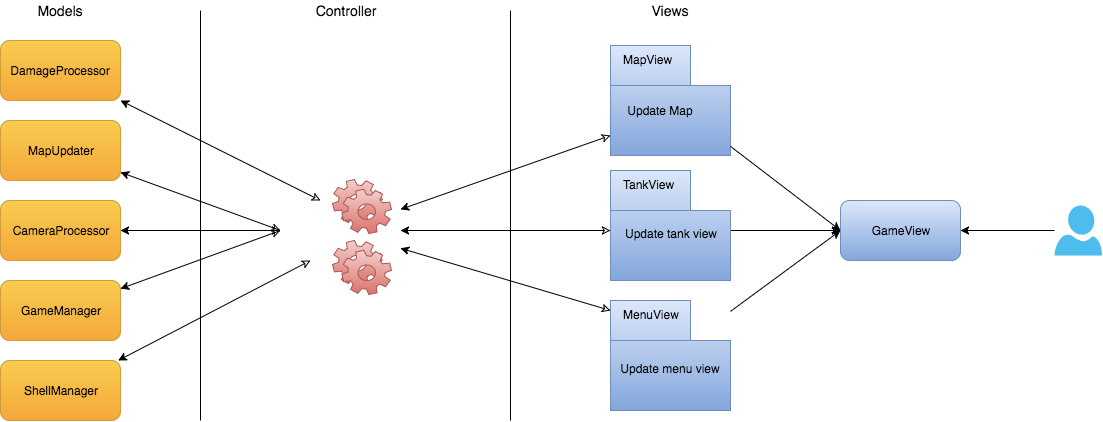 Models
Controller
Views
DamageProcessor
MapUpdater
CameraProcessor
GameManager
ShellManager
MapView
Update Map
TankView
Update tank view
MenuView
Update menu view
GameView